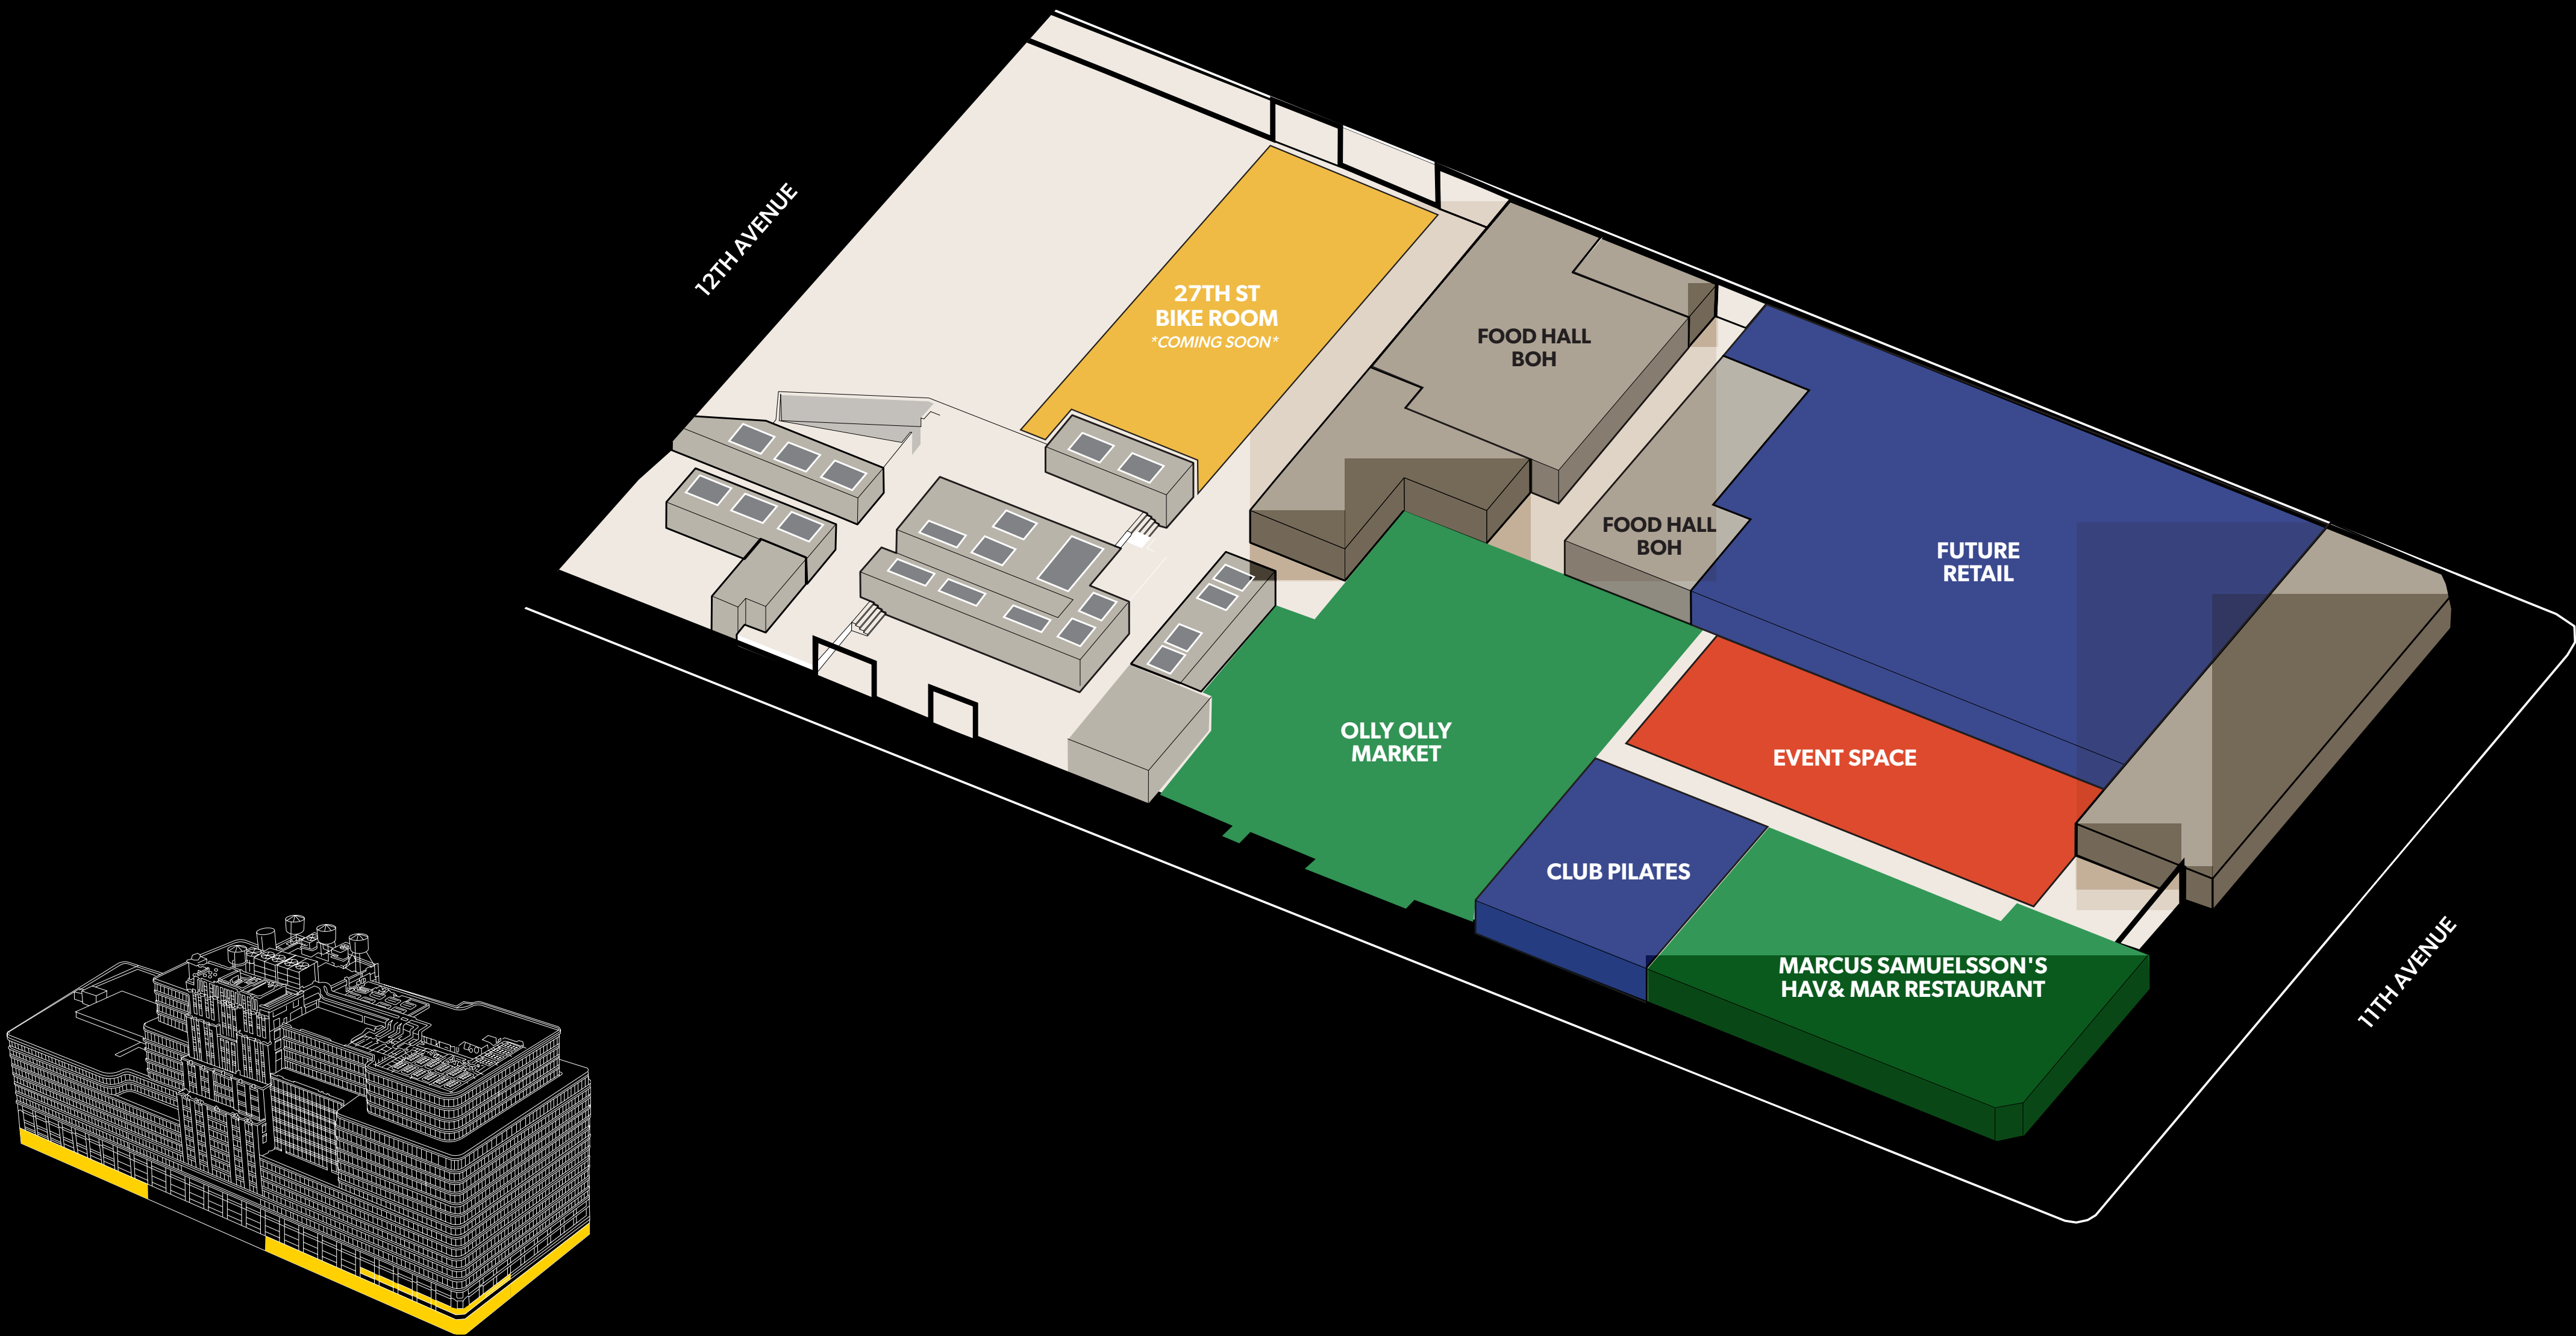 12TH AVENUE
27TH ST
BIKE ROOM
*COMING SOON*
FOOD HALL
BOH
FOOD HALL
BOH
FUTURE
RETAIL
OLLY OLLY
MARKET
EVENT SPACE
CLUB PILATES
MARCUS SAMUELSSON'S
HAV& MAR RESTAURANT
11TH AVENUE